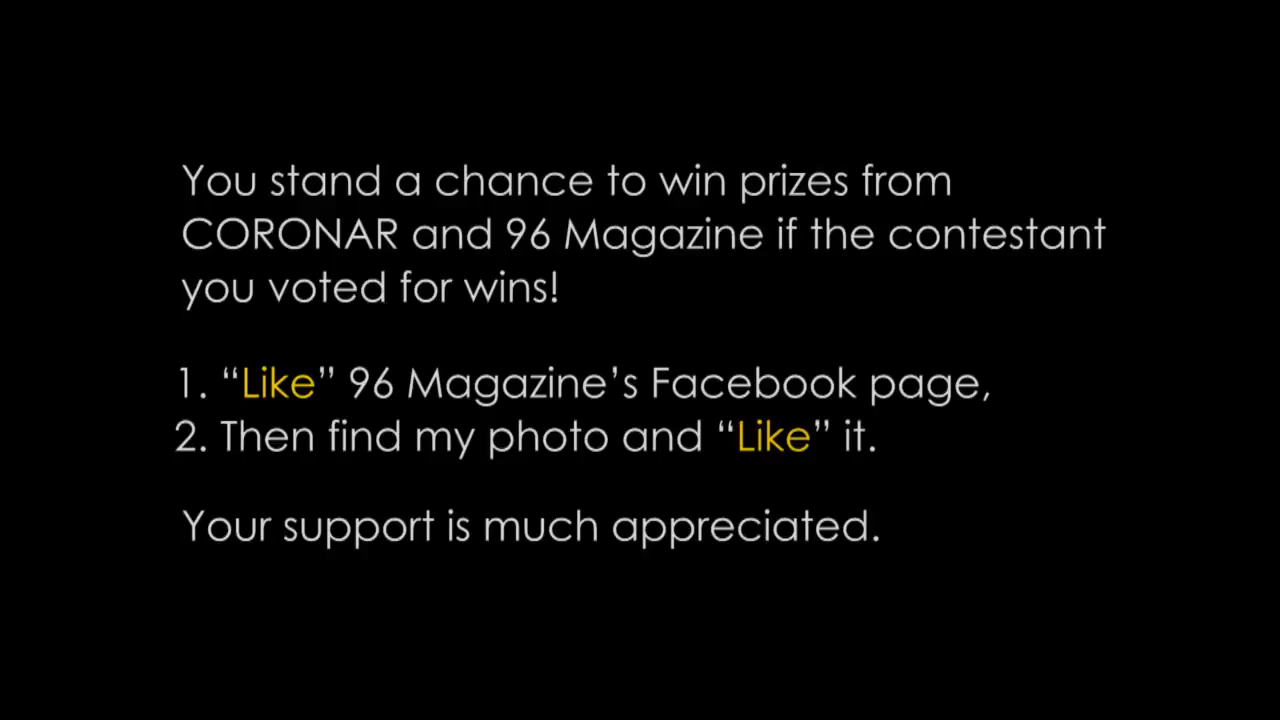 You stand a chance to win prizes from
CORONAR and 96 Magazine if the contestant
you voted for wins!
1. “Like” 96 Magazine’s Facebook page,
2. Then find my photo and “Like” it.
Your support is much appreciated.